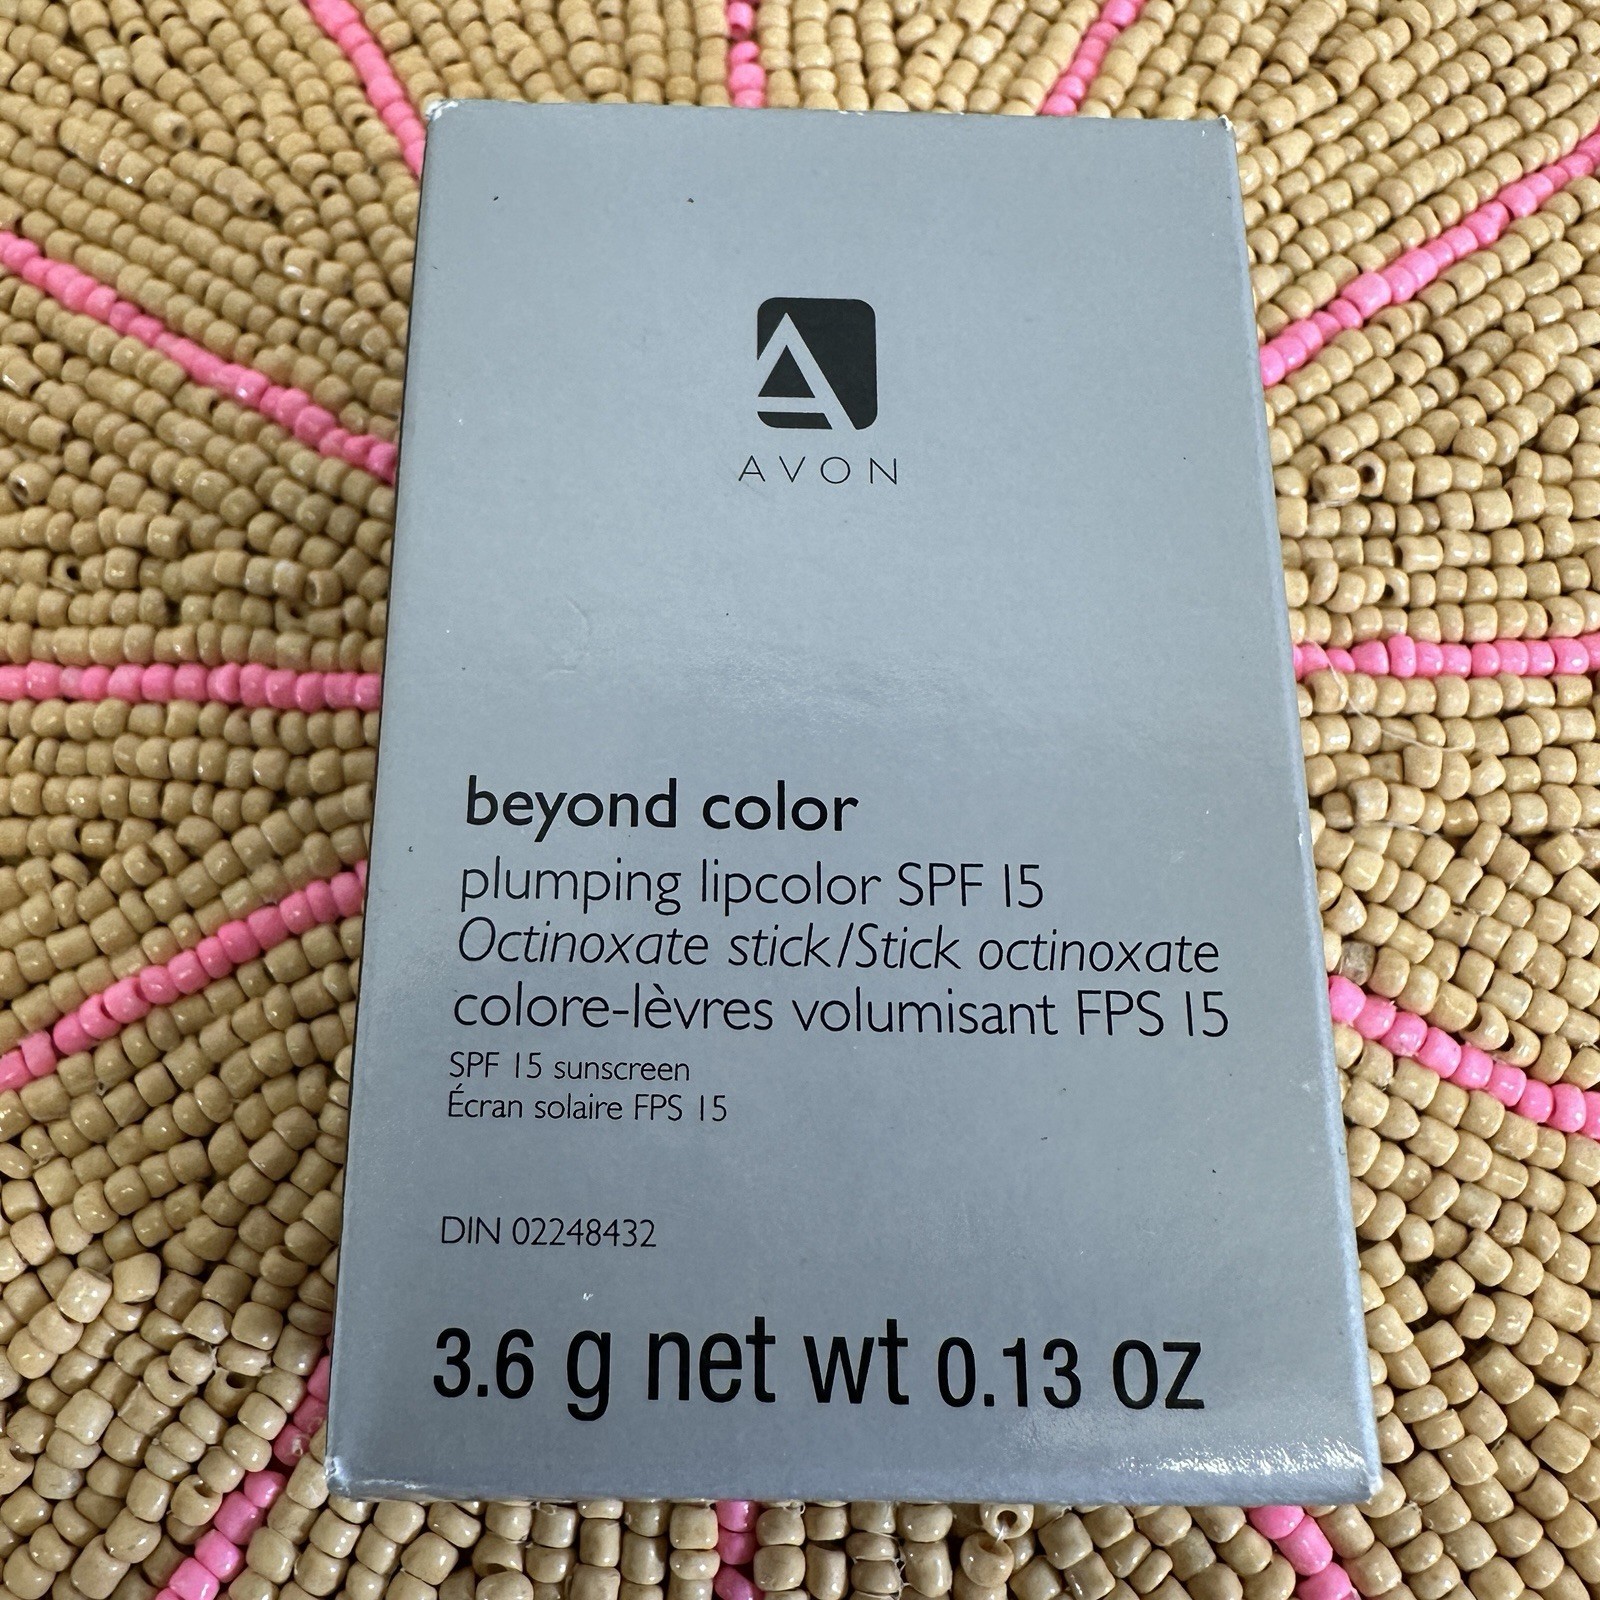 AVON
beyond color
plumping lipcolor SPF 15
Octinoxate stick/Stick octinoxate
colore-lèvres volumisant FPS 15
SPF 15 sunscreen
Écran solaire FPS 15
DIN 02248432
3.6 g net wt 0.13 OZ